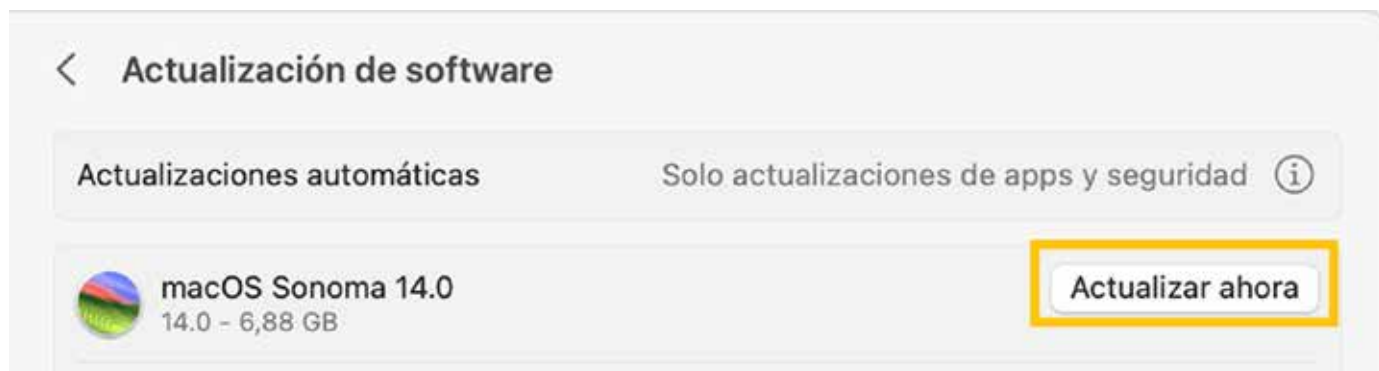 Actualización de software
Actualizaciones automáticas Solo actualizaciones de apps y seguridad
macOS Sonoma 14.0 Actualizar ahora
14.0 – 6,88 GB